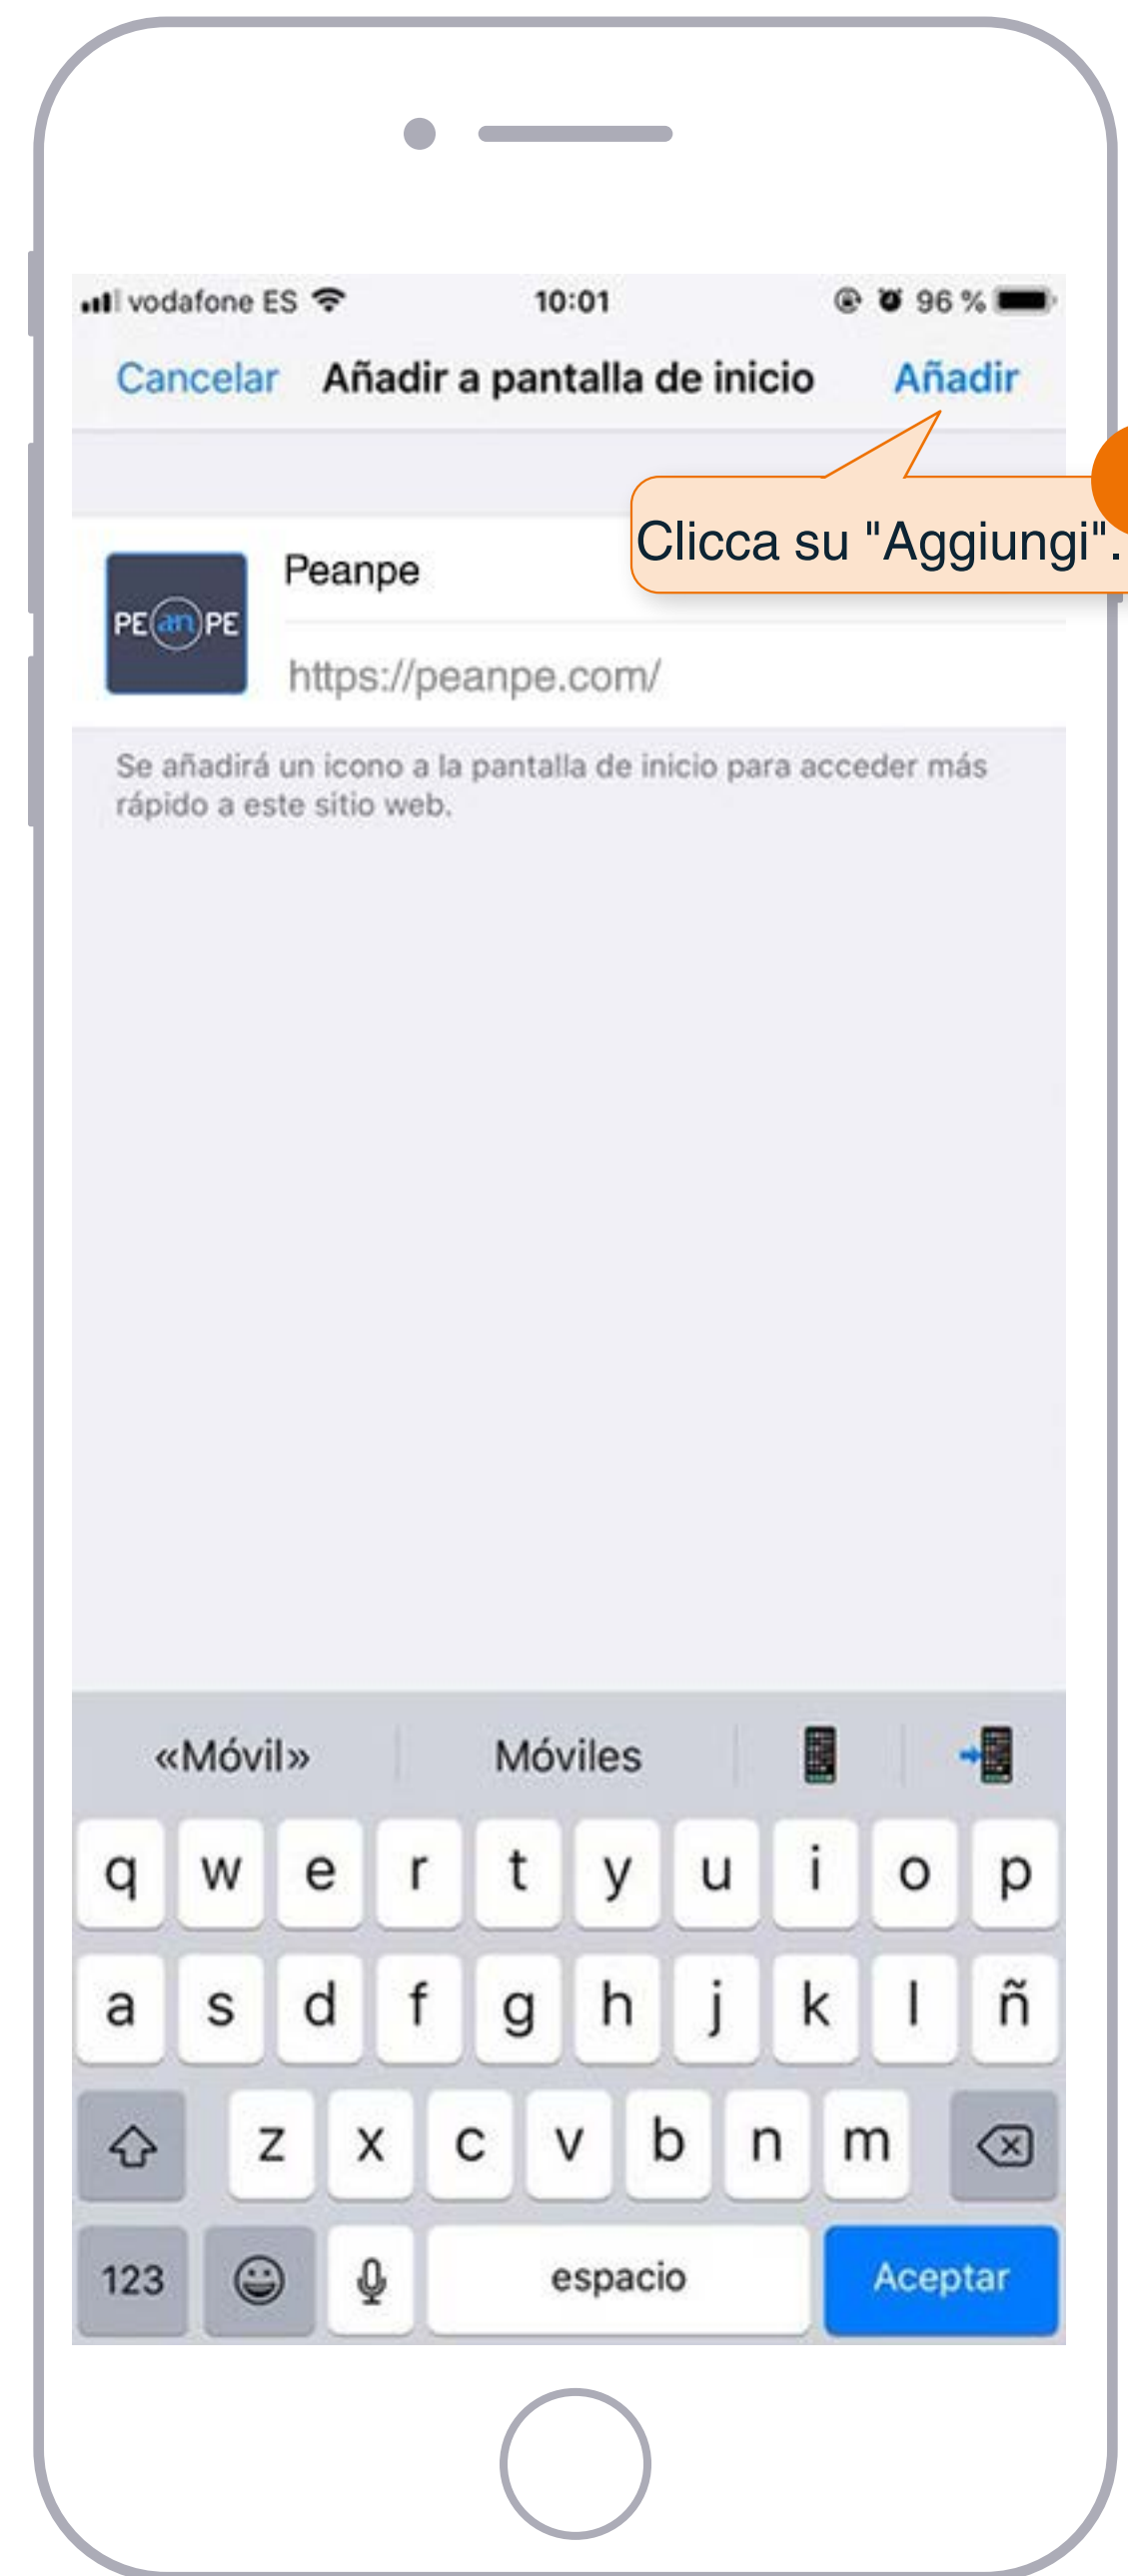 vodafone ES 10:01 96 %
Cancelar Añadir a pantalla de inicio Añadir
Clicca su "Aggiungi".
Peanpe
PE an PE
https://peanpe.com/
Se añadirá un icono a la pantalla de inicio para acceder más
rápido a este sitio web.
«Móvil» Móviles
q w e r t y u i o p
a s d f g h j k l ñ
z x c v b n m
123 espacio Aceptar